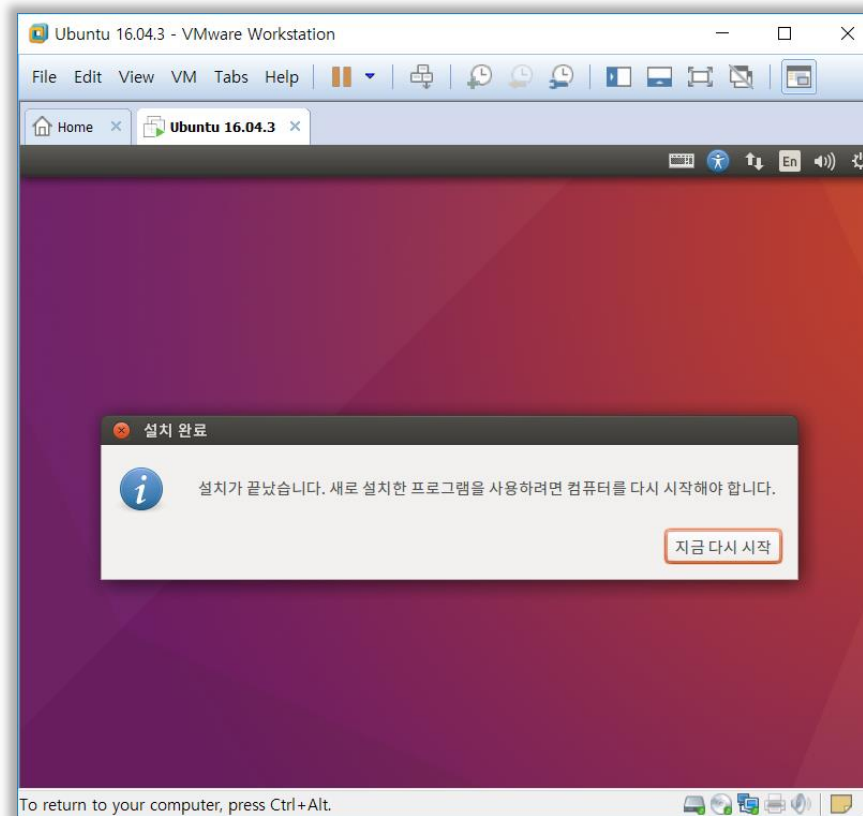 Ubuntu 16.04.3 - VMware Workstation
File Edit View VM Tabs Help
Home Ubuntu 16.04.3
En
설치 완료
설치가 끝났습니다. 새로 설치한 프로그램을 사용하려면 컴퓨터를 다시 시작해야 합니다.
지금 다시 시작
To return to your computer, press Ctrl+Alt.